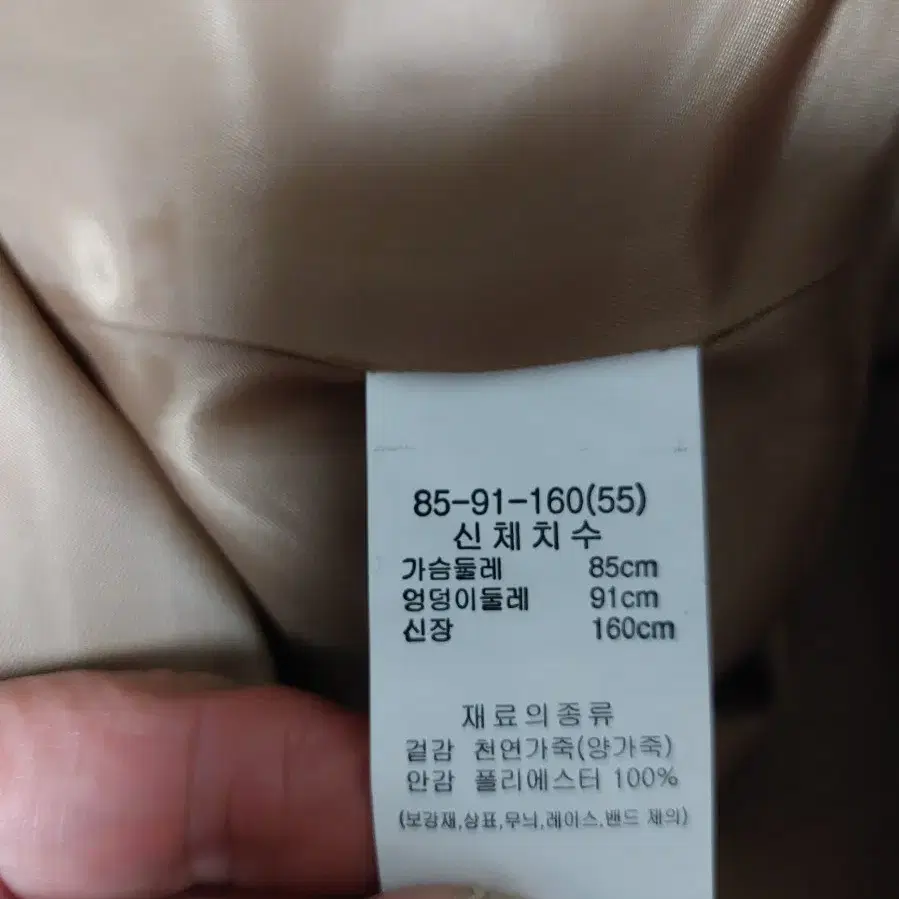 85-91-160(55)
신체치수
가슴둘레 85cm
엉덩이둘레 91cm
신장 160cm
재료의종류
겉감 천연가죽(양가죽)
안감 폴리에스터 100%
(보강재,상표,무늬,레이스,밴드 제외)